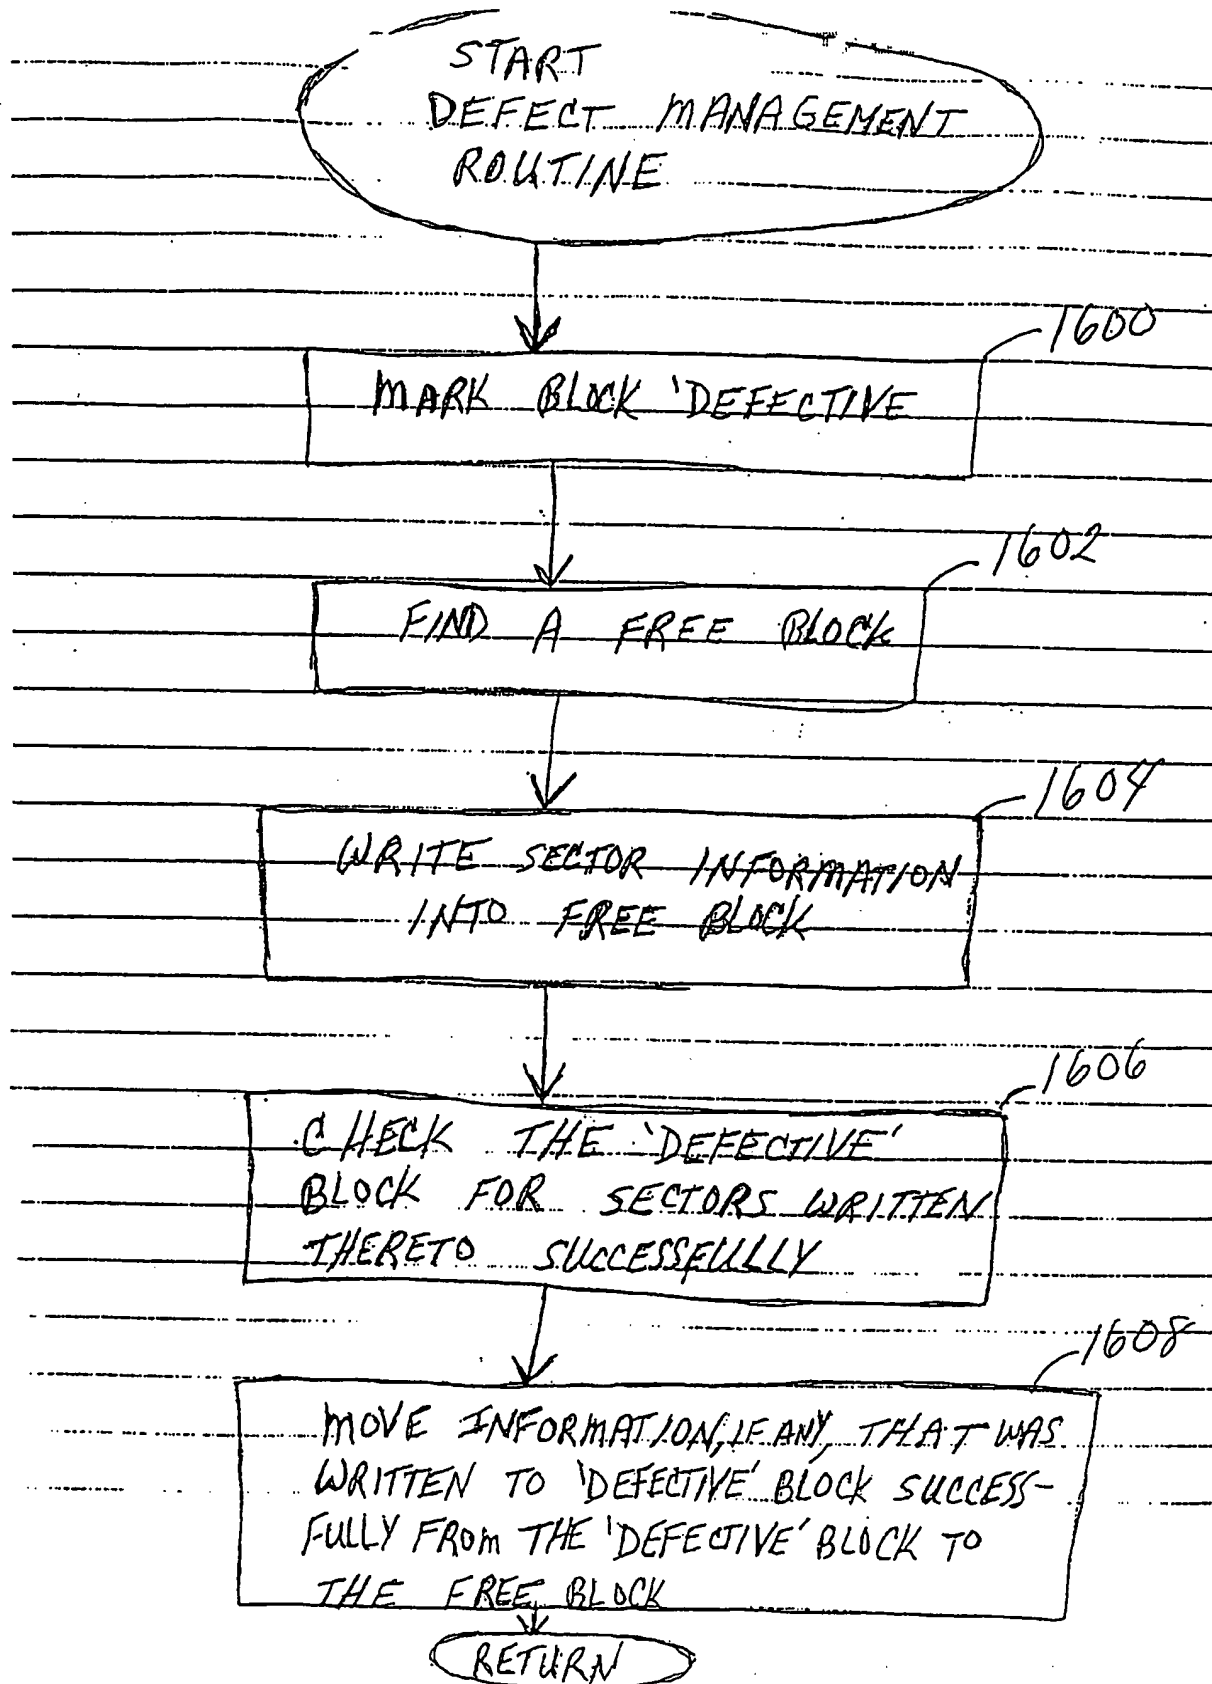 START
DEFECT MANAGEMENT
ROUTINE
1600
MARK BLOCK 'DEFECTIVE
1602
FIND A FREE BLOCK
1604
WRITE SECTOR INFORMATION
INTO FREE BLOCK
1606
CHECK THE 'DEFECTIVE'
BLOCK FOR SECTORS WRITTEN
THERETO SUCCESSFULLY
1608
MOVE INFORMATION, IF ANY, THAT WAS
WRITTEN TO 'DEFECTIVE' BLOCK SUCCESS-
FULLY FROM THE 'DEFECTIVE' BLOCK TO
THE FREE BLOCK
RETURN